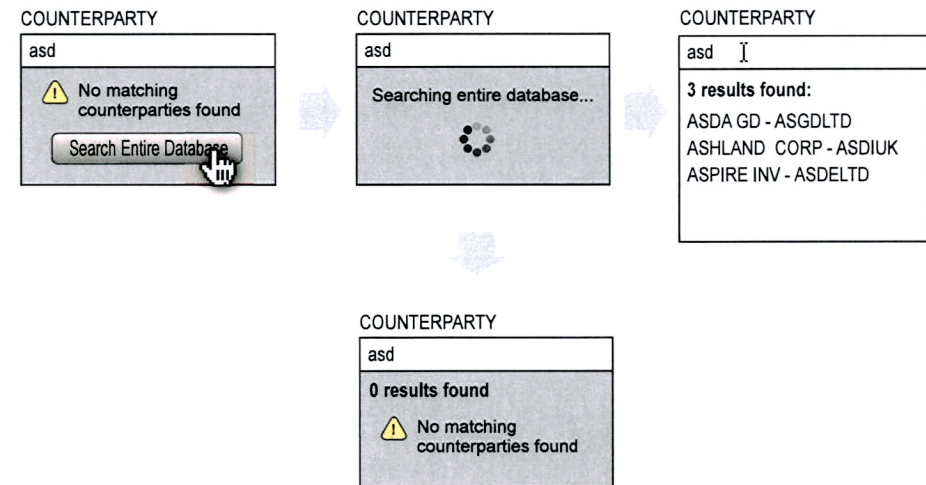 COUNTERPARTY
asd
No matching
counterparties found
Search Entire Database
COUNTERPARTY
asd
Searching entire database...
COUNTERPARTY
asd
3 results found:
ASDA GD - ASGDLTD
ASHLAND CORP - ASDIUK
ASPIRE INV - ASDELTD
COUNTERPARTY
asd
0 results found
No matching
counterparties found